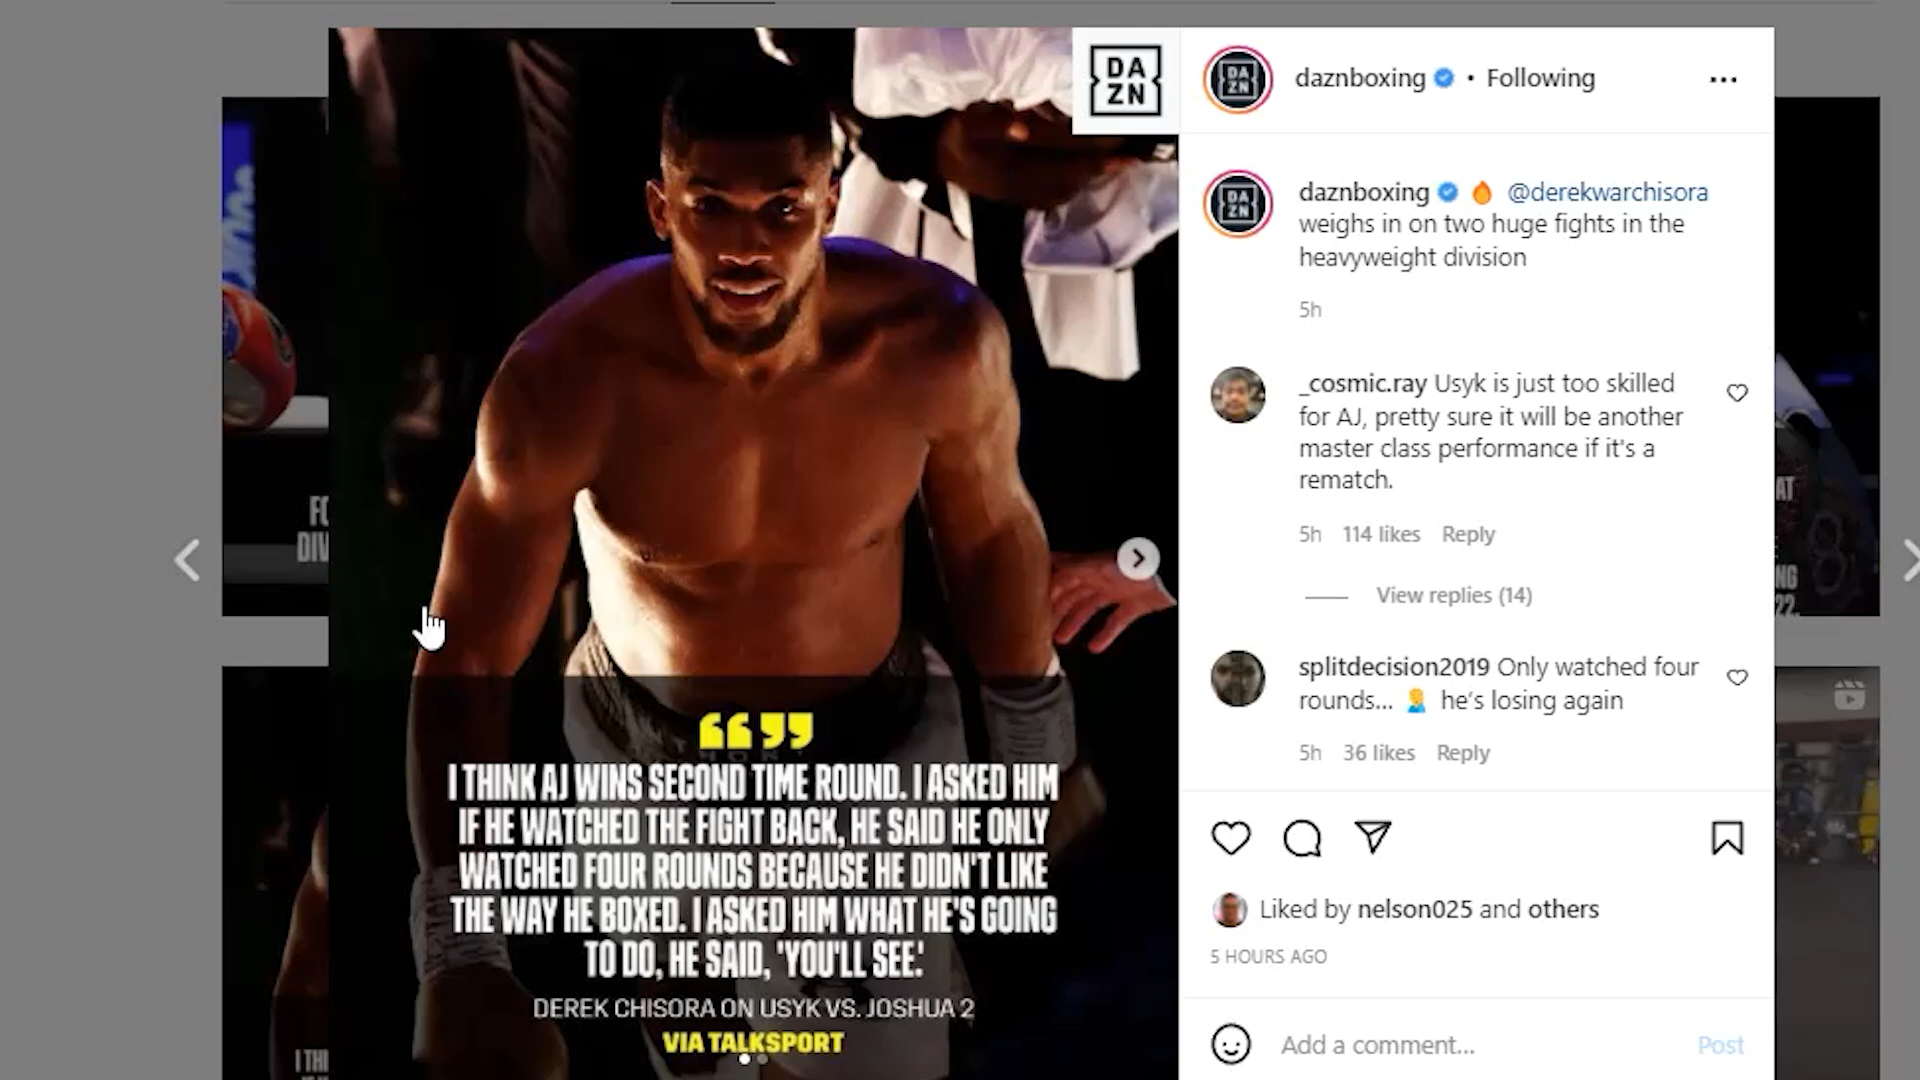 DA
ZN
daznboxing • Following
daznboxing @derekwarchisora
weighs in on two huge fights in the
heavyweight division
5h
_cosmic.ray Usyk is just too skilled
for AJ, pretty sure it will be another
master class performance if it's a
rematch.
5h 114 likes Reply
View replies (14)
splitdecision2019 Only watched four
rounds... he's losing again
5h 36 likes Reply
Liked by nelson025 and others
5 HOURS AGO
Add a comment... Post
I THINK AJ WINS SECOND TIME ROUND. I ASKED HIM
IF HE WATCHED THE FIGHT BACK, HE SAID HE ONLY
WATCHED FOUR ROUNDS BECAUSE HE DIDN'T LIKE
THE WAY HE BOXED. I ASKED HIM WHAT HE'S GOING
TO DO, HE SAID, 'YOU'LL SEE.'
DEREK CHISORA ON USYK VS. JOSHUA 2
VIA TALKSPORT